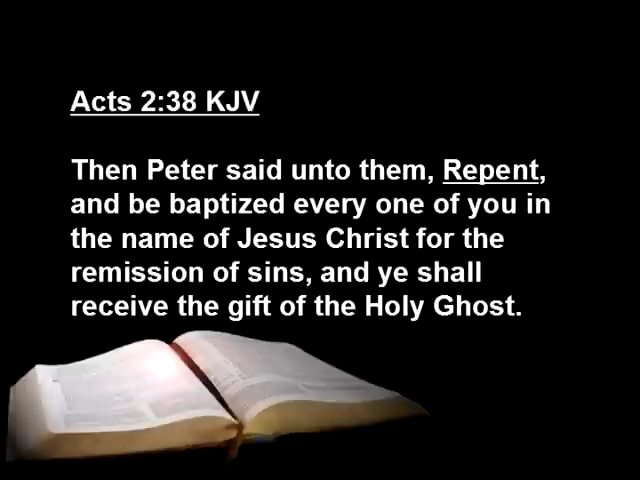 Acts 2:38 KJV
Then Peter said unto them, Repent,
and be baptized every one of you in
the name of Jesus Christ for the
remission of sins, and ye shall
receive the gift of the Holy Ghost.